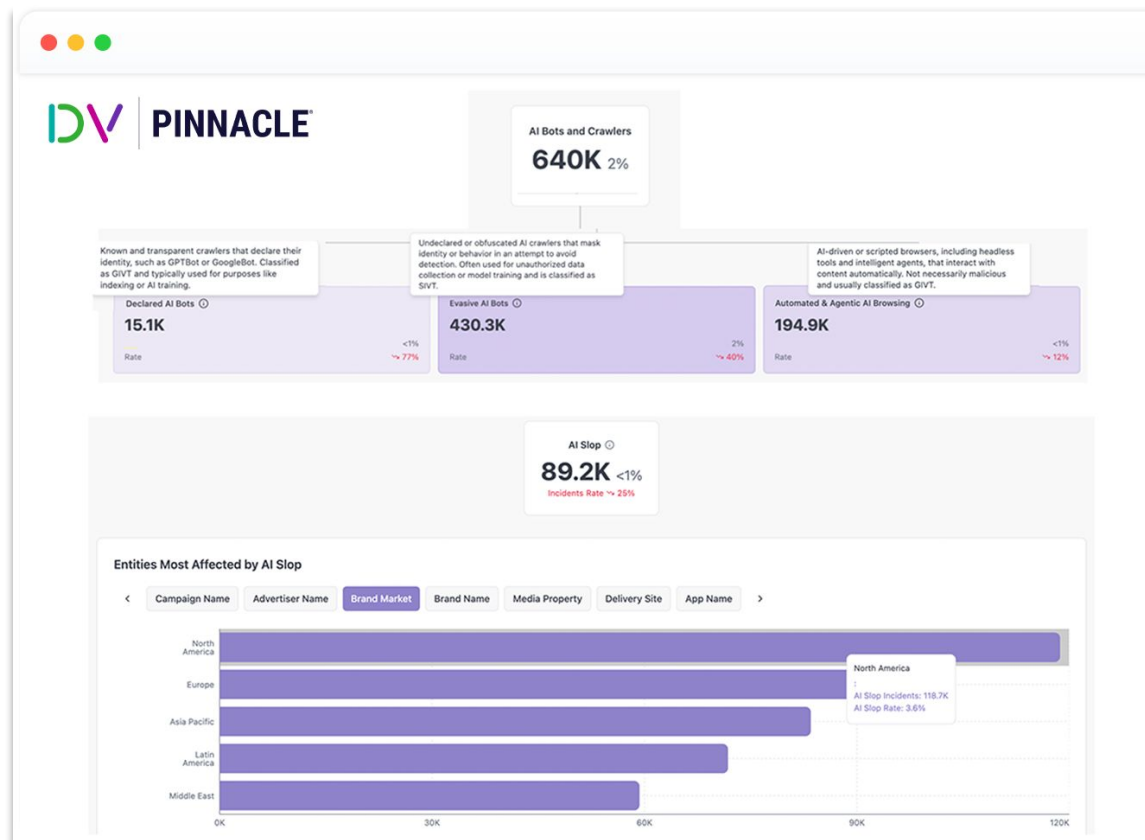 DV PINNACLE®
AI Bots and Crawlers
640K 2%
Known and transparent crawlers that declare their
identity, such as GPTBot or GoogleBot. Classified
as GIVT and typically used for purposes like
indexing or AI training.
Undeclared or obfuscated AI crawlers that mask
identity or behavior in an attempt to avoid
detection. Often used for unauthorized data
collection or model training and is classified as
SIVT.
AI-driven or scripted browsers, including headless
tools and intelligent agents, that interact with
content automatically. Not necessarily malicious
and usually classified as GIVT.
Declared AI Bots
15.1K
<1%
Rate 77%
Evasive AI Bots
430.3K
2%
Rate 40%
Automated & Agentic AI Browsing
194.9K
<1%
Rate 12%
AI Slop
89.2K <1%
Incidents Rate 25%
Entities Most Affected by AI Slop
Campaign Name Advertiser Name Brand Market Brand Name Media Property Delivery Site App Name
North
America
Europe
Asia Pacific
Latin
America
Middle East
North America
:
AI Slop Incidents: 118.7K
AI Slop Rate: 3.6%
0K 30K 60K 90K 120K